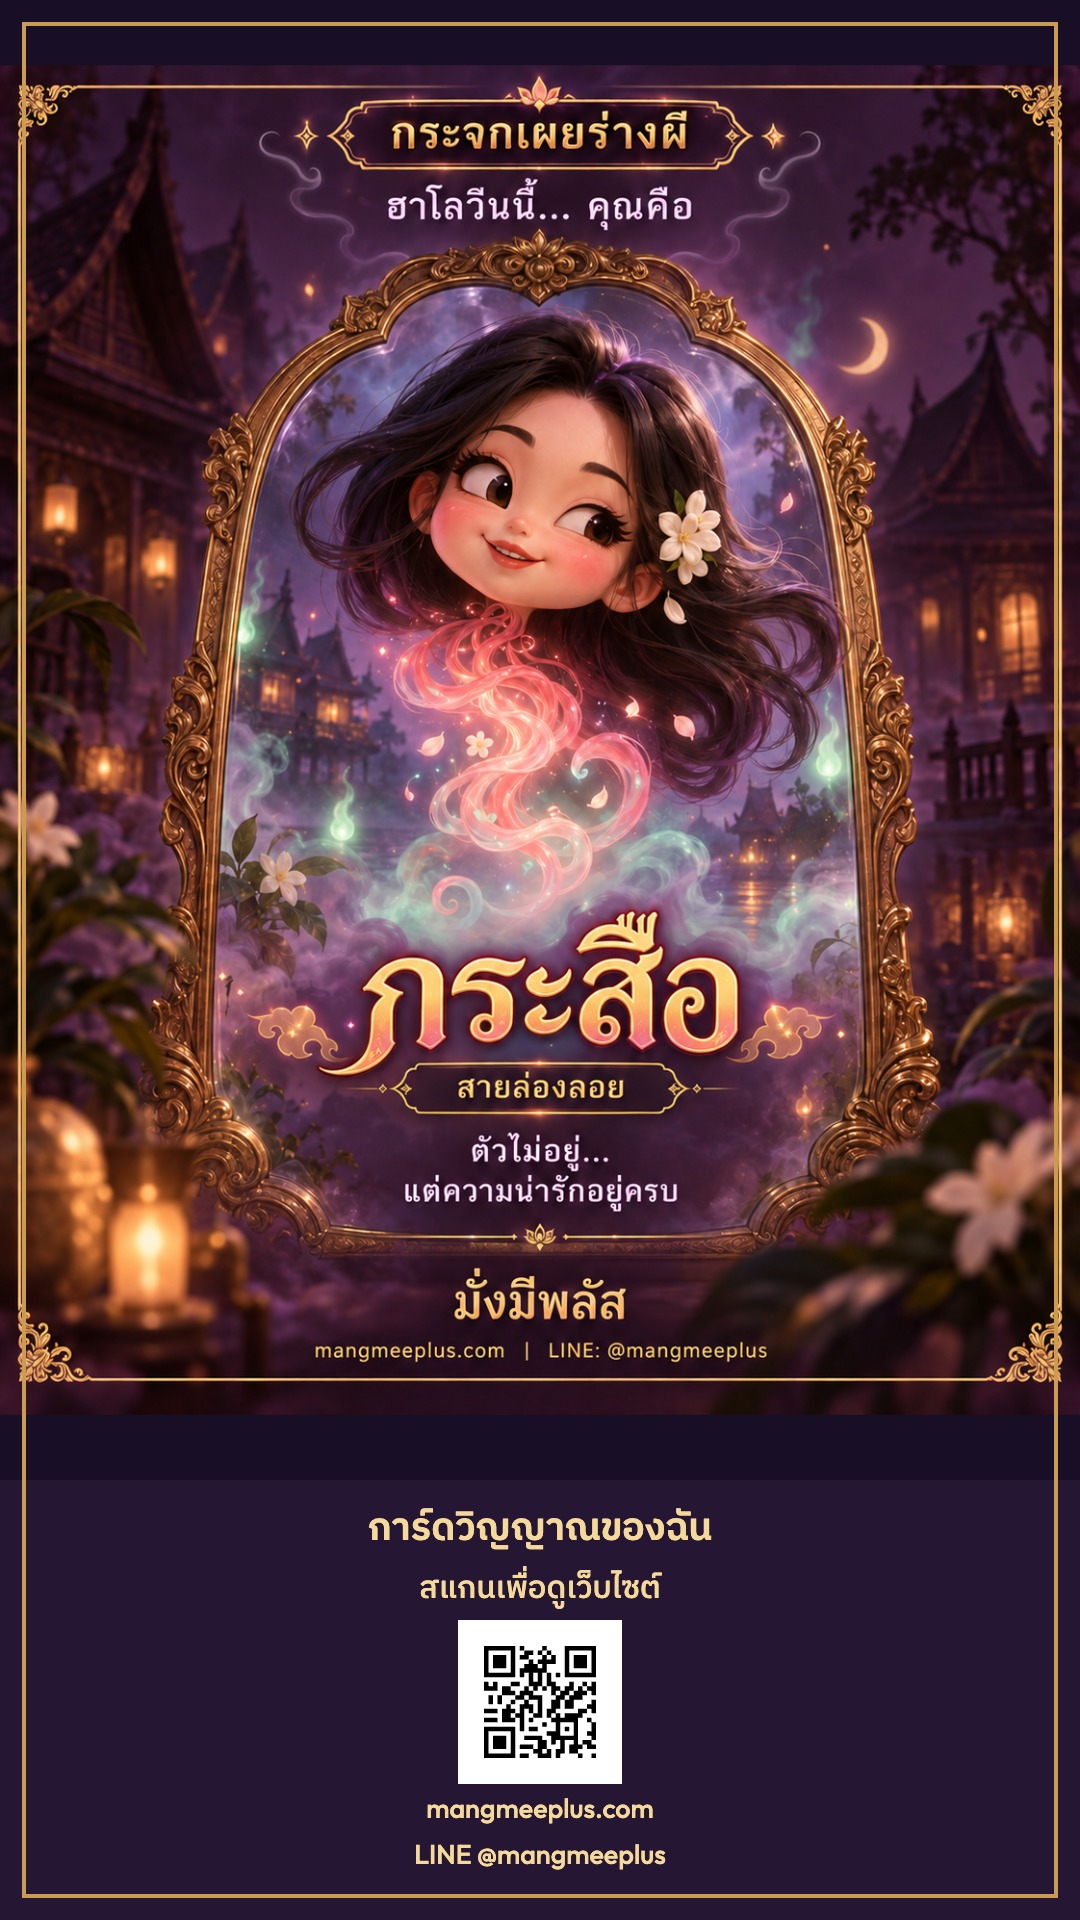 กระจกเผยร่างผี
ฮาโลวีนนี้... คุณคือ
กระสือ
สายล่องลอย
ตัวไม่อยู่...
แต่ความน่ารักอยู่ครบ
มั่งมีพลัส
mangmeeplus.com | LINE: @mangmeeplus
การ์ดวิญญาณของฉัน
สแกนเพื่อดูเว็บไซต์
mangmeeplus.com
LINE @mangmeeplus